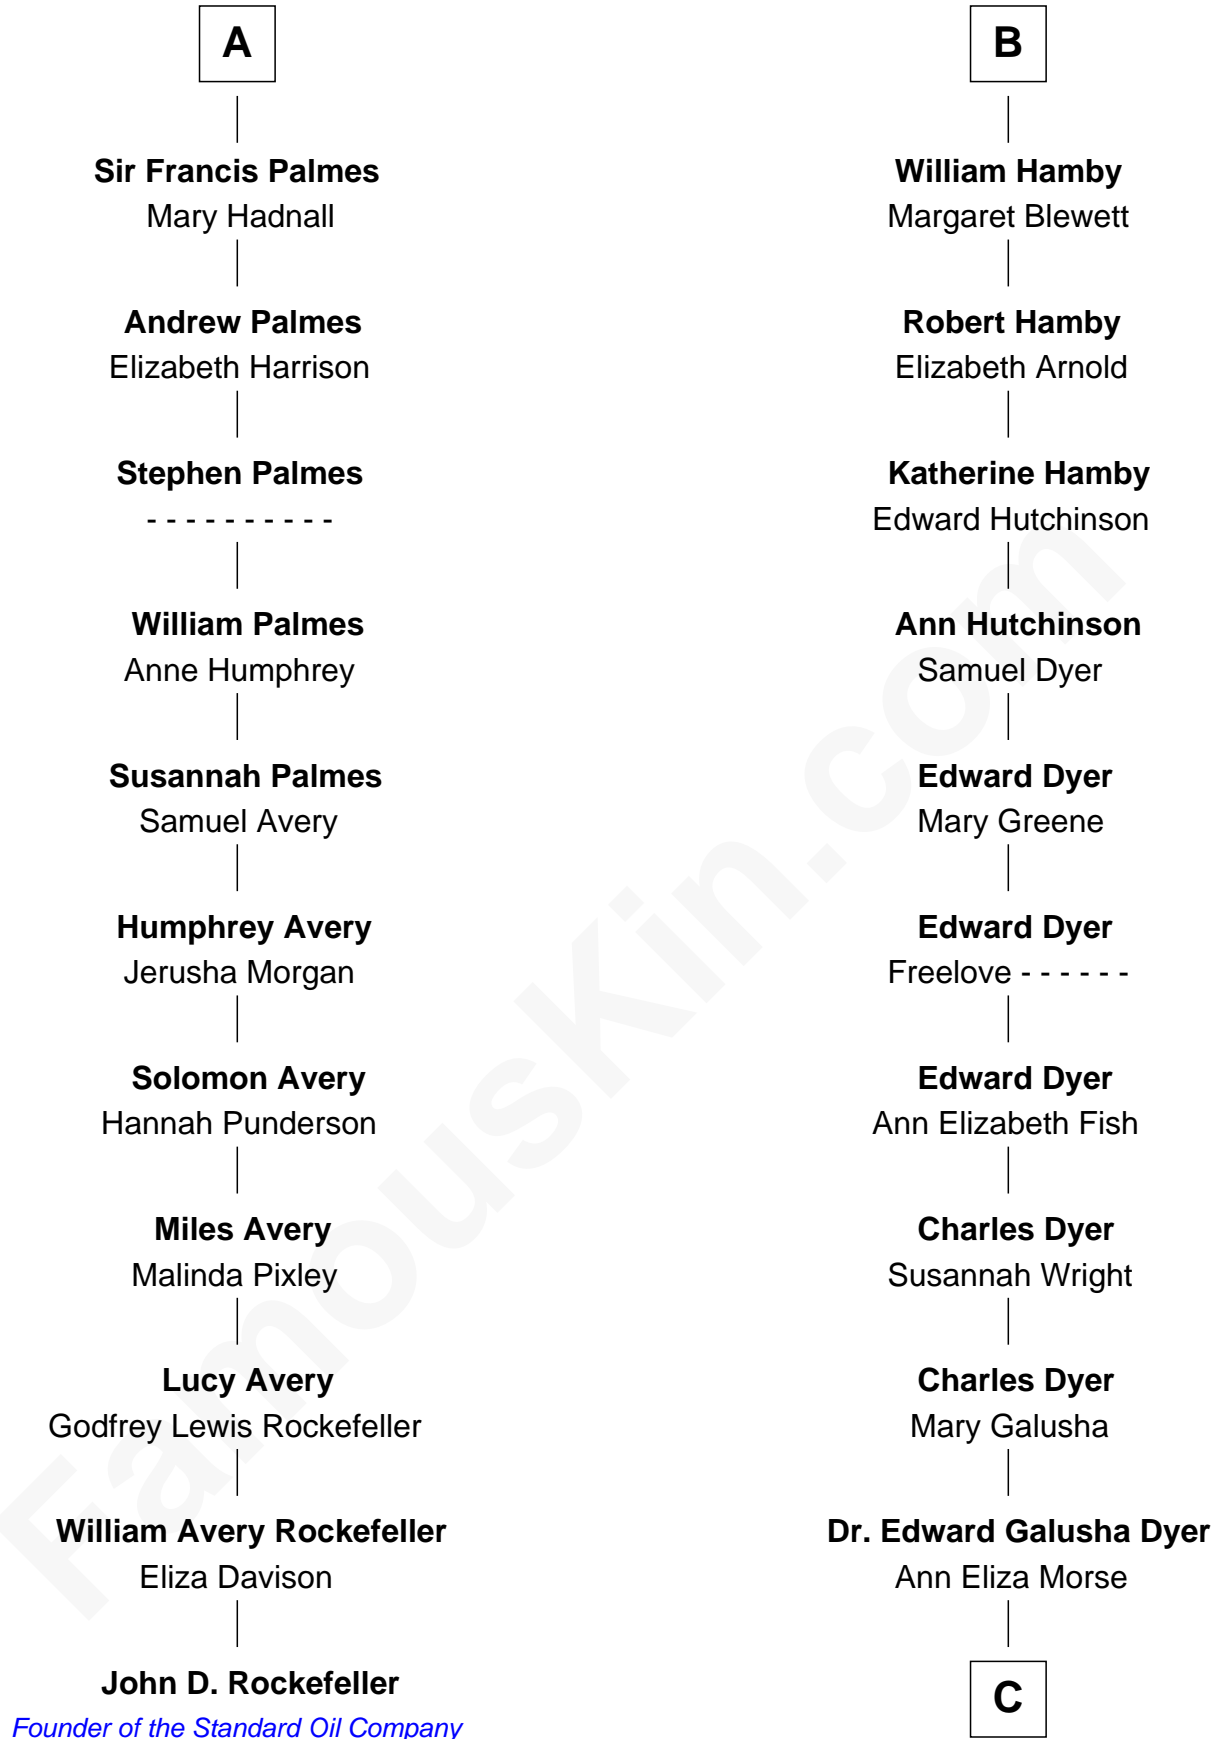 A
Sir Francis Palmes
Mary Hadnall
Andrew Palmes
Elizabeth Harrison
Stephen Palmes
- - - - - - - - - -
William Palmes
Anne Humphrey
Susannah Palmes
Samuel Avery
Humphrey Avery
Jerusha Morgan
Solomon Avery
Hannah Punderson
Miles Avery
Malinda Pixley
Lucy Avery
Godfrey Lewis Rockefeller
William Avery Rockefeller
Eliza Davison
John D. Rockefeller
Founder of the Standard Oil Company
B
William Hamby
Margaret Blewett
Robert Hamby
Elizabeth Arnold
Katherine Hamby
Edward Hutchinson
Ann Hutchinson
Samuel Dyer
Edward Dyer
Mary Greene
Edward Dyer
Freelove - - - - - -
Edward Dyer
Ann Elizabeth Fish
Charles Dyer
Susannah Wright
Charles Dyer
Mary Galusha
Dr. Edward Galusha Dyer
Ann Eliza Morse
C
FamousKin.com